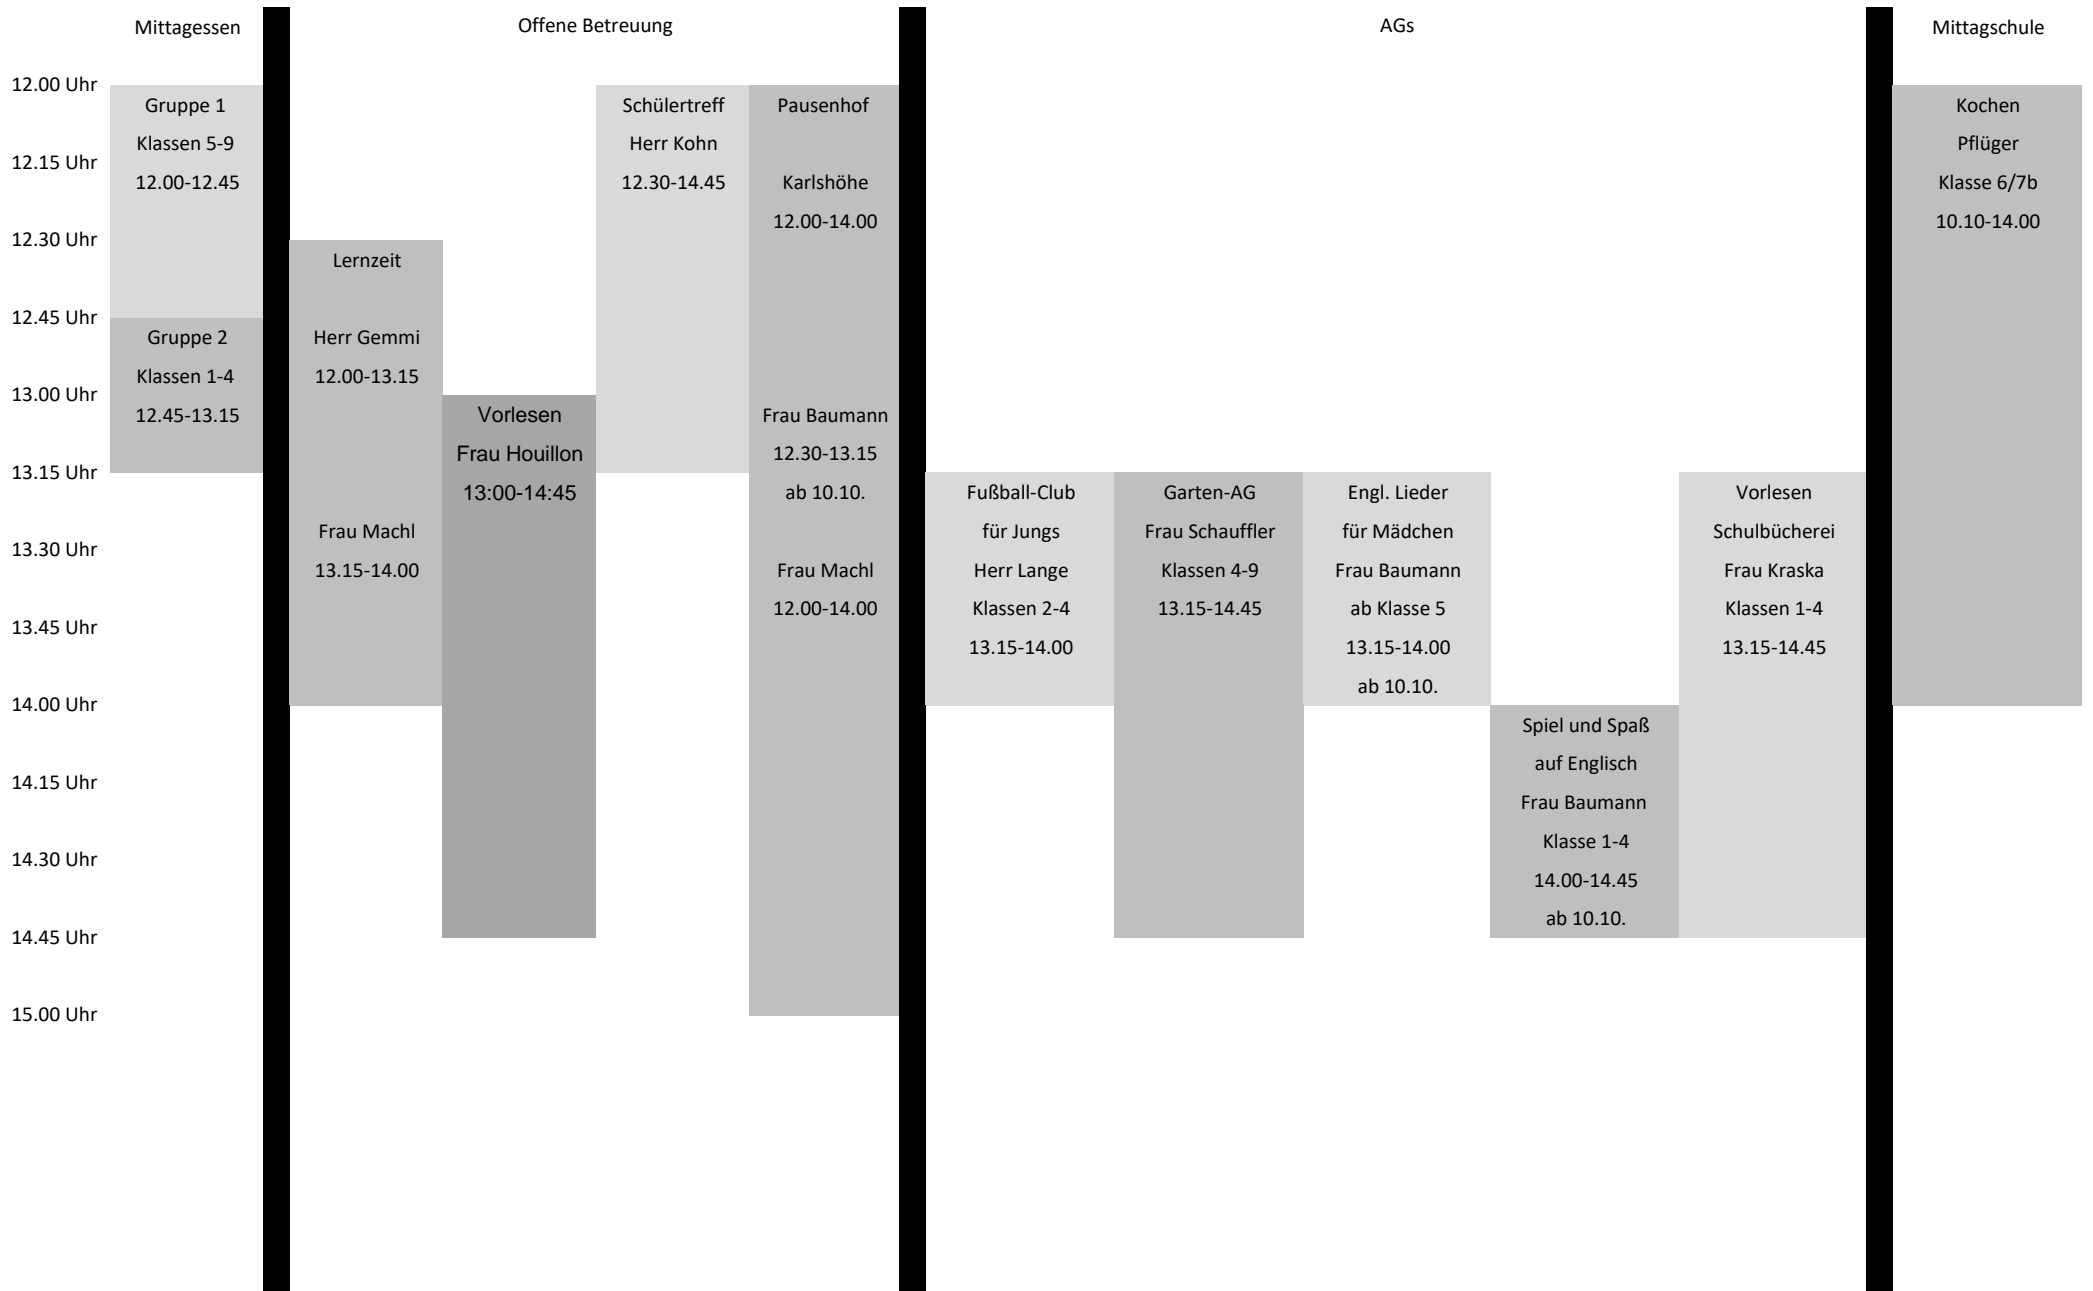 Mittagessen
Offene Betreuung
AGs
Mittagschule
12.00 Uhr
12.15 Uhr
12.30 Uhr
12.45 Uhr
13.00 Uhr
13.15 Uhr
13.30 Uhr
13.45 Uhr
14.00 Uhr
14.15 Uhr
14.30 Uhr
14.45 Uhr
15.00 Uhr
Gruppe 1
Klassen 5-9
12.00-12.45
Gruppe 2
Klassen 1-4
12.45-13.15
Lernzeit
Herr Gemmi
12.00-13.15
Frau Machl
13.15-14.00
Vorlesen
Frau Houillon
13:00-14:45
Schülertreff
Herr Kohn
12.30-14.45
Pausenhof
Karlshöhe
12.00-14.00
Frau Baumann
12.30-13.15
ab 10.10.
Frau Machl
12.00-14.00
Fußball-Club
für Jungs
Herr Lange
Klassen 2-4
13.15-14.00
Garten-AG
Frau Schauffler
Klassen 4-9
13.15-14.45
Engl. Lieder
für Mädchen
Frau Baumann
ab Klasse 5
13.15-14.00
ab 10.10.
Spiel und Spaß
auf Englisch
Frau Baumann
Klasse 1-4
14.00-14.45
ab 10.10.
Vorlesen
Schulbücherei
Frau Kraska
Klassen 1-4
13.15-14.45
Kochen
Pflüger
Klasse 6/7b
10.10-14.00